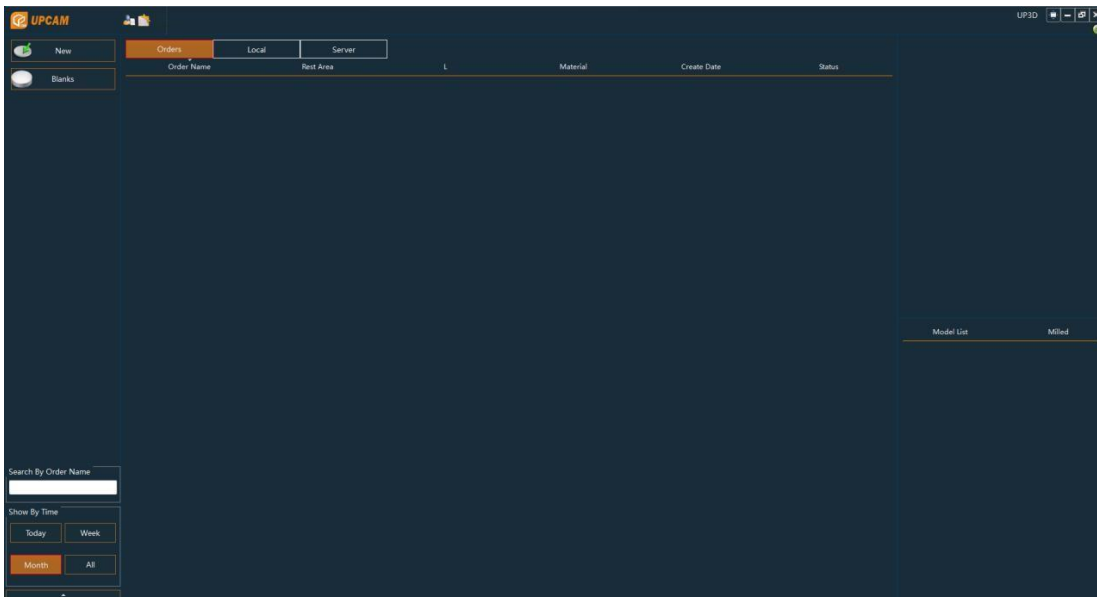 UPCAM
UP3D
New
Blanks
Orders Local Server
Order Name Rest Area L Material Create Date Status
Model List Milled
Search By Order Name
Show By Time
Today Week
Month All